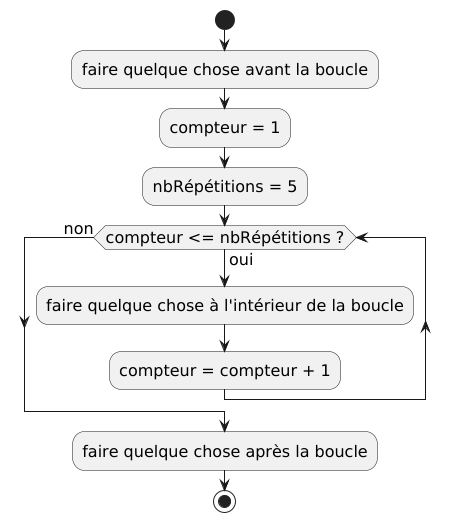 faire quelque chose avant la boucle
compteur = 1
nbRépétitions = 5
non
compteur <= nbRépétitions ?
oui
faire quelque chose à l'intérieur de la boucle
compteur = compteur + 1
faire quelque chose après la boucle